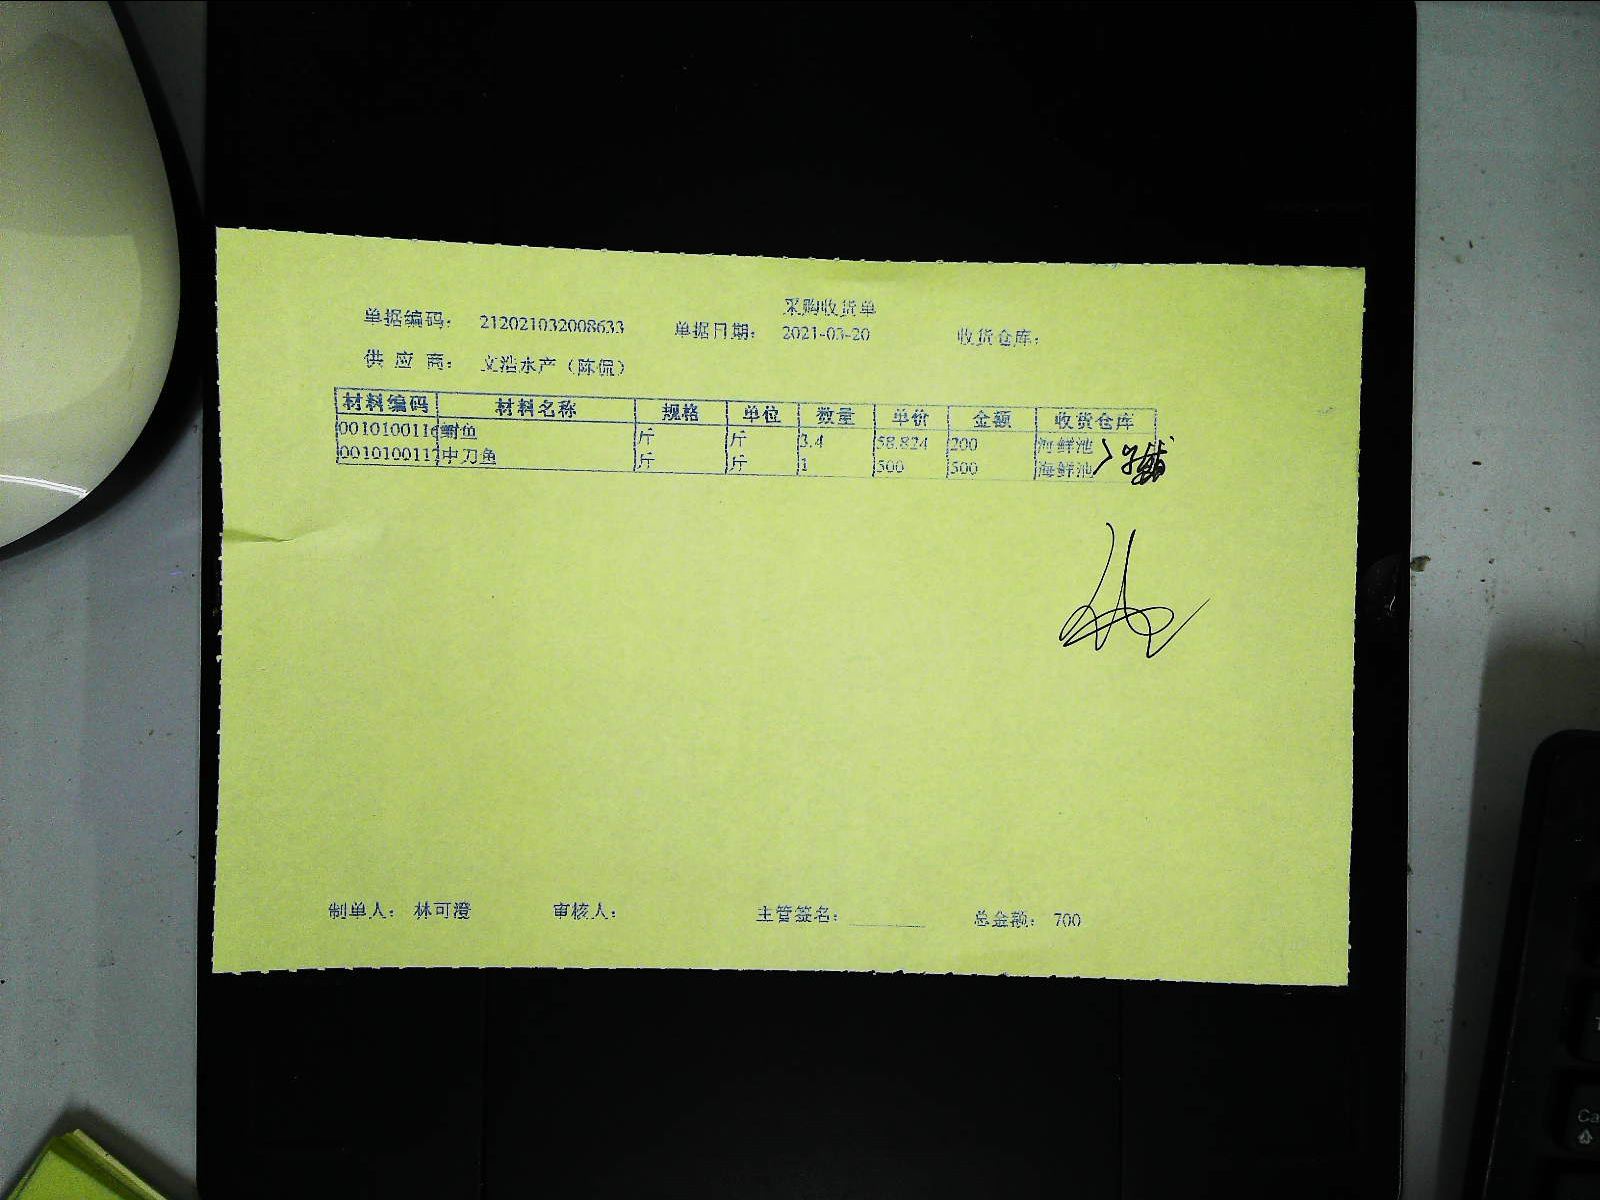 采购收货单
单据编码： 212021032008633 单据日期： 2021-03-20 收货仓库：
供 应 商： 文浩水产（陈侃）
材料编码 材料名称 规格 单位 数量 单价 金额 收货仓库
0010100116 鮰鱼 斤 斤 3.4 58.824 200 海鲜池
0010100117 中刀鱼 斤 斤 1 500 500 海鲜池
制单人： 林可澄 审核人： 主管签名： 总金额： 700